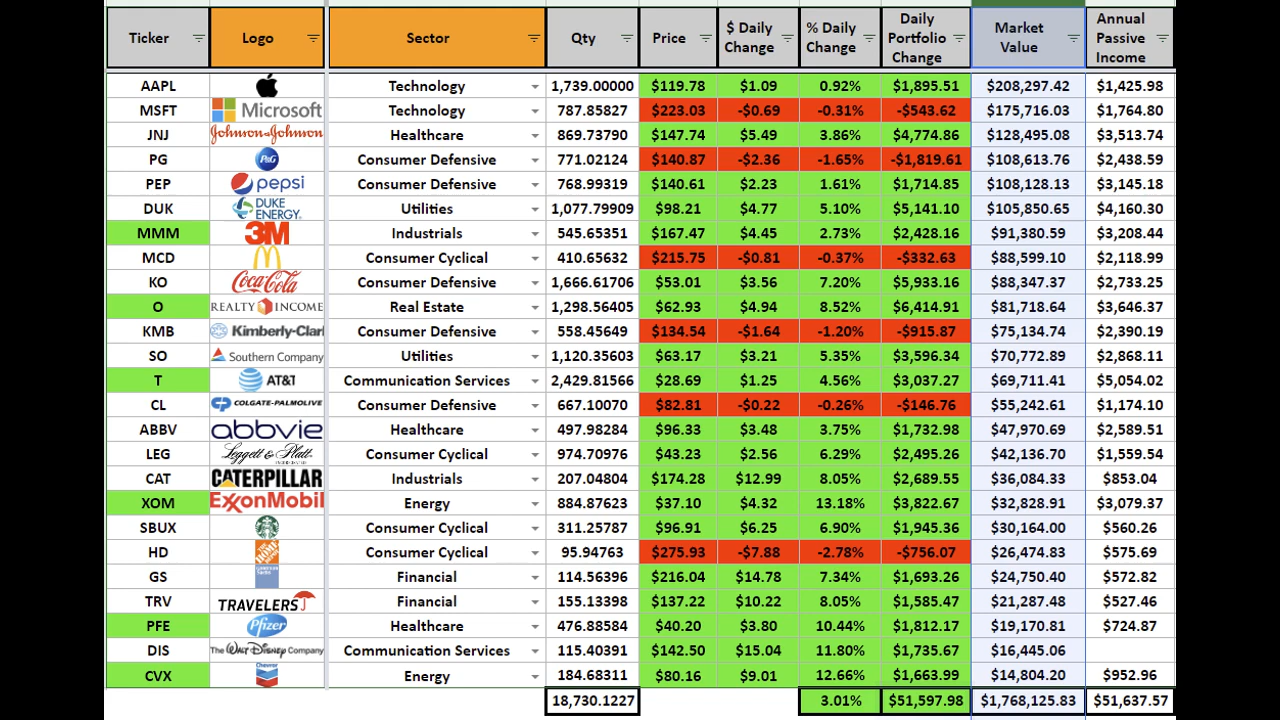 Ticker Logo Sector Qty Price $ Daily Change % Daily Change Daily Portfolio Change Market Value Annual Passive Income
AAPL Technology 1,739.00000 $119.78 $1.09 0.92% $1,895.51 $208,297.42 $1,425.98
MSFT Microsoft Technology 787.85827 $223.03 -$0.69 -0.31% -$543.62 $175,716.03 $1,764.80
JNJ Johnson & Johnson Healthcare 869.73790 $147.74 $5.49 3.86% $4,774.86 $128,495.08 $3,513.74
PG P&G Consumer Defensive 771.02124 $140.87 -$2.36 -1.65% -$1,819.61 $108,613.76 $2,438.59
PEP pepsi Consumer Defensive 768.99319 $140.61 $2.23 1.61% $1,714.85 $108,128.13 $3,145.18
DUK DUKE ENERGY. Utilities 1,077.79909 $98.21 $4.77 5.10% $5,141.10 $105,850.65 $4,160.30
MMM 3M Industrials 545.65351 $167.47 $4.45 2.73% $2,428.16 $91,380.59 $3,208.44
MCD Consumer Cyclical 410.65632 $215.75 -$0.81 -0.37% -$332.63 $88,599.10 $2,118.99
KO Coca-Cola Consumer Defensive 1,666.61706 $53.01 $3.56 7.20% $5,933.16 $88,347.37 $2,733.25
O REALTY INCOME Real Estate 1,298.56405 $62.93 $4.94 8.52% $6,414.91 $81,718.64 $3,646.37
KMB Kimberly-Clar Consumer Defensive 558.45649 $134.54 -$1.64 -1.20% -$915.87 $75,134.74 $2,390.19
SO Southern Company Utilities 1,120.35603 $63.17 $3.21 5.35% $3,596.34 $70,772.89 $2,868.11
T AT&T Communication Services 2,429.81566 $28.69 $1.25 4.56% $3,037.27 $69,711.41 $5,054.02
CL COLGATE-PALMOLIVE Consumer Defensive 667.10070 $82.81 -$0.22 -0.26% -$146.76 $55,242.61 $1,174.10
ABBV abbvie Healthcare 497.98284 $96.33 $3.48 3.75% $1,732.98 $47,970.69 $2,589.51
LEG Leggett & Platt Consumer Cyclical 974.70976 $43.23 $2.56 6.29% $2,495.26 $42,136.70 $1,559.54
CAT CATERPILLAR Industrials 207.04804 $174.28 $12.99 8.05% $2,689.55 $36,084.33 $853.04
XOM ExxonMobil Energy 884.87623 $37.10 $4.32 13.18% $3,822.67 $32,828.91 $3,079.37
SBUX Consumer Cyclical 311.25787 $96.91 $6.25 6.90% $1,945.36 $30,164.00 $560.26
HD Consumer Cyclical 95.94763 $275.93 -$7.88 -2.78% -$756.07 $26,474.83 $575.69
GS Financial 114.56396 $216.04 $14.78 7.34% $1,693.26 $24,750.40 $572.82
TRV TRAVELERS Financial 155.13398 $137.22 $10.22 8.05% $1,585.47 $21,287.48 $527.46
PFE Pfizer Healthcare 476.88584 $40.20 $3.80 10.44% $1,812.17 $19,170.81 $724.87
DIS The Walt Disney Company Communication Services 115.40391 $142.50 $15.04 11.80% $1,735.67 $16,445.06
CVX Chevron Energy 184.68311 $80.16 $9.01 12.66% $1,663.99 $14,804.20 $952.96
18,730.1227 3.01% $51,597.98 $1,768,125.83 $51,637.57